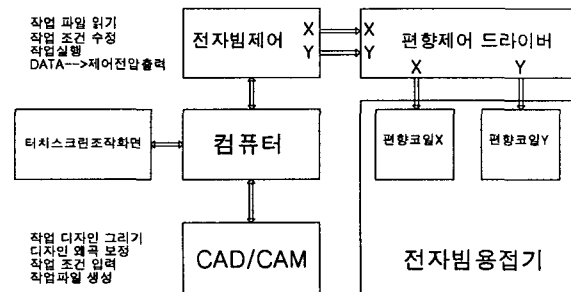 작업 파일 읽기
작업 조건 수정
작업실행
DATA-->제어전압출력
전자빔제어
X
Y
X
Y
편향제어 드라이버
X
Y
터치스크린조작화면
컴퓨터
편향코일X
편향코일Y
작업 디자인 그리기
디자인 왜곡 보정
작업 조건 입력
작업파일 생성
CAD/CAM
전자빔용접기